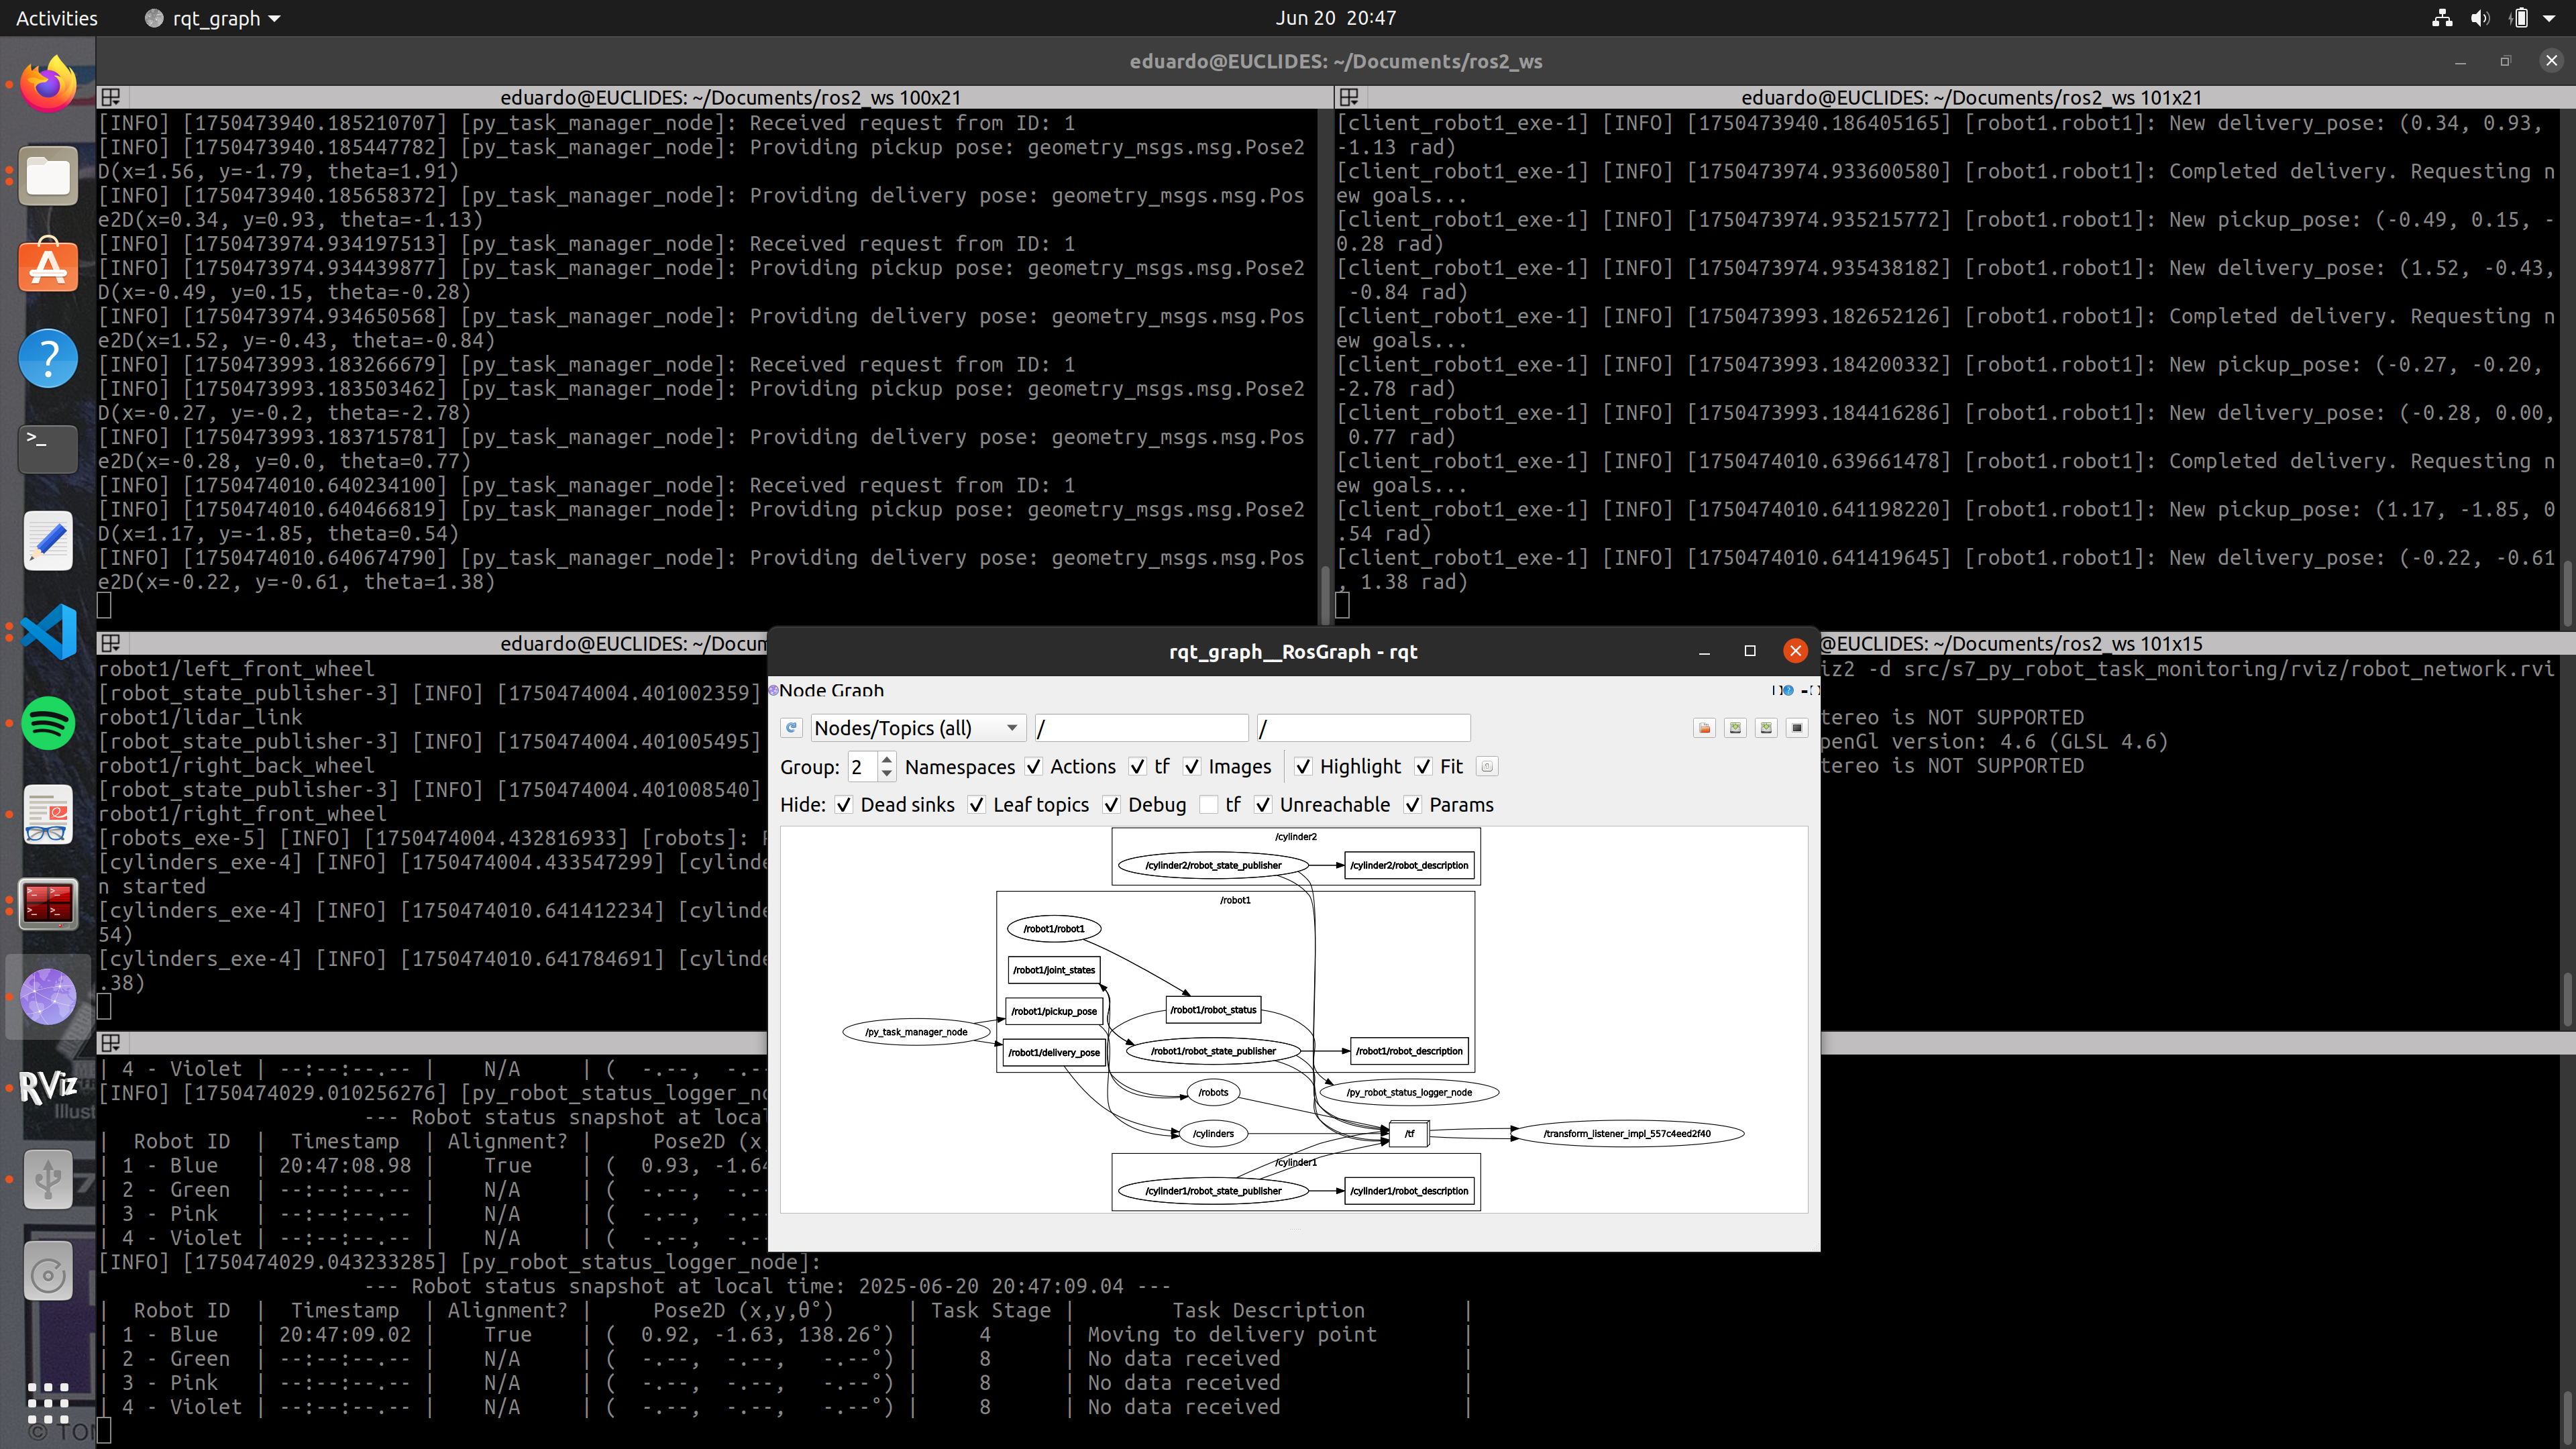 Activities
rqt_graph
Jun 20 20:47
eduardo@EUCLIDES: ~/Documents/ros2_ws
eduardo@EUCLIDES: ~/Documents/ros2_ws 100x21
[INFO] [1750473940.185210707] [py_task_manager_node]: Received request from ID: 1
[INFO] [1750473940.185447782] [py_task_manager_node]: Providing pickup pose: geometry_msgs.msg.Pose2
D(x=1.56, y=-1.79, theta=1.91)
[INFO] [1750473940.185658372] [py_task_manager_node]: Providing delivery pose: geometry_msgs.msg.Pos
e2D(x=0.34, y=0.93, theta=-1.13)
[INFO] [1750473974.934197513] [py_task_manager_node]: Received request from ID: 1
[INFO] [1750473974.934439877] [py_task_manager_node]: Providing pickup pose: geometry_msgs.msg.Pose2
D(x=-0.49, y=0.15, theta=-0.28)
[INFO] [1750473974.934650568] [py_task_manager_node]: Providing delivery pose: geometry_msgs.msg.Pos
e2D(x=1.52, y=-0.43, theta=-0.84)
[INFO] [1750473993.183266679] [py_task_manager_node]: Received request from ID: 1
[INFO] [1750473993.183503462] [py_task_manager_node]: Providing pickup pose: geometry_msgs.msg.Pose2
D(x=-0.27, y=-0.2, theta=-2.78)
[INFO] [1750473993.183715781] [py_task_manager_node]: Providing delivery pose: geometry_msgs.msg.Pos
e2D(x=-0.28, y=0.0, theta=0.77)
[INFO] [1750474010.640234100] [py_task_manager_node]: Received request from ID: 1
[INFO] [1750474010.640466819] [py_task_manager_node]: Providing pickup pose: geometry_msgs.msg.Pose2
D(x=1.17, y=-1.85, theta=0.54)
[INFO] [1750474010.640674790] [py_task_manager_node]: Providing delivery pose: geometry_msgs.msg.Pos
e2D(x=-0.22, y=-0.61, theta=1.38)
eduardo@EUCLIDES: ~/Documents/ros2_ws 101x21
[client_robot1_exe-1] [INFO] [1750473940.186405165] [robot1.robot1]: New delivery_pose: (0.34, 0.93,
-1.13 rad)
[client_robot1_exe-1] [INFO] [1750473974.933600580] [robot1.robot1]: Completed delivery. Requesting n
ew goals...
[client_robot1_exe-1] [INFO] [1750473974.935215772] [robot1.robot1]: New pickup_pose: (-0.49, 0.15, -
0.28 rad)
[client_robot1_exe-1] [INFO] [1750473974.935438182] [robot1.robot1]: New delivery_pose: (1.52, -0.43,
-0.84 rad)
[client_robot1_exe-1] [INFO] [1750473993.182652126] [robot1.robot1]: Completed delivery. Requesting n
ew goals...
[client_robot1_exe-1] [INFO] [1750473993.184200332] [robot1.robot1]: New pickup_pose: (-0.27, -0.20,
-2.78 rad)
[client_robot1_exe-1] [INFO] [1750473993.184416286] [robot1.robot1]: New delivery_pose: (-0.28, 0.00,
0.77 rad)
[client_robot1_exe-1] [INFO] [1750474010.639661478] [robot1.robot1]: Completed delivery. Requesting n
ew goals...
[client_robot1_exe-1] [INFO] [1750474010.641198220] [robot1.robot1]: New pickup_pose: (1.17, -1.85, 0
.54 rad)
[client_robot1_exe-1] [INFO] [1750474010.641419645] [robot1.robot1]: New delivery_pose: (-0.22, -0.61
, 1.38 rad)
eduardo@EUCLIDES: ~/Docum
robot1/left_front_wheel
[robot_state_publisher-3] [INFO] [1750474004.401002359]
robot1/lidar_link
[robot_state_publisher-3] [INFO] [1750474004.401005495]
robot1/right_back_wheel
[robot_state_publisher-3] [INFO] [1750474004.401008540]
robot1/right_front_wheel
[robots_exe-5] [INFO] [1750474004.432816933] [robots]:
[cylinders_exe-4] [INFO] [1750474004.433547299] [cylinde
n started
[cylinders_exe-4] [INFO] [1750474010.641412234] [cylinde
54)
[cylinders_exe-4] [INFO] [1750474010.641784691] [cylinde
.38)
@EUCLIDES: ~/Documents/ros2_ws 101x15
iz2 -d src/s7_py_robot_task_monitoring/rviz/robot_network.rvi
tereo is NOT SUPPORTED
penGl version: 4.6 (GLSL 4.6)
tereo is NOT SUPPORTED
rqt_graph__RosGraph - rqt
Node Graph
Nodes/Topics (all)
/
/
Group: 2 Namespaces Actions tf Images Highlight Fit
Hide: Dead sinks Leaf topics Debug tf Unreachable Params
/cylinder2
/cylinder2/robot_state_publisher
/cylinder2/robot_description
/robot1
/robot1/robot1
/robot1/joint_states
/robot1/pickup_pose
/robot1/robot_status
/py_task_manager_node
/robot1/delivery_pose
/robot1/robot_state_publisher
/robot1/robot_description
/robots
/py_robot_status_logger_node
/cylinders
/tf
/transform_listener_impl_557c4eed2f40
/cylinder1
/cylinder1/robot_state_publisher
/cylinder1/robot_description
| 4 - Violet | --:--:--.-- | N/A | ( -.--, -.--
[INFO] [1750474029.010256276] [py_robot_status_logger_no
--- Robot status snapshot at local
| Robot ID | Timestamp | Alignment? | Pose2D (x,
| 1 - Blue | 20:47:08.98 | True | ( 0.93, -1.64
| 2 - Green | --:--:--.-- | N/A | ( -.--, -.--
| 3 - Pink | --:--:--.-- | N/A | ( -.--, -.--
| 4 - Violet | --:--:--.-- | N/A | ( -.--, -.--
[INFO] [1750474029.043233285] [py_robot_status_logger_node]:
--- Robot status snapshot at local time: 2025-06-20 20:47:09.04 ---
| Robot ID | Timestamp | Alignment? | Pose2D (x,y,θ°) | Task Stage | Task Description |
| 1 - Blue | 20:47:09.02 | True | ( 0.92, -1.63, 138.26°) | 4 | Moving to delivery point |
| 2 - Green | --:--:--.-- | N/A | ( -.--, -.--, -.--°) | 8 | No data received |
| 3 - Pink | --:--:--.-- | N/A | ( -.--, -.--, -.--°) | 8 | No data received |
| 4 - Violet | --:--:--.-- | N/A | ( -.--, -.--, -.--°) | 8 | No data received |
RViz
Illust
© TO